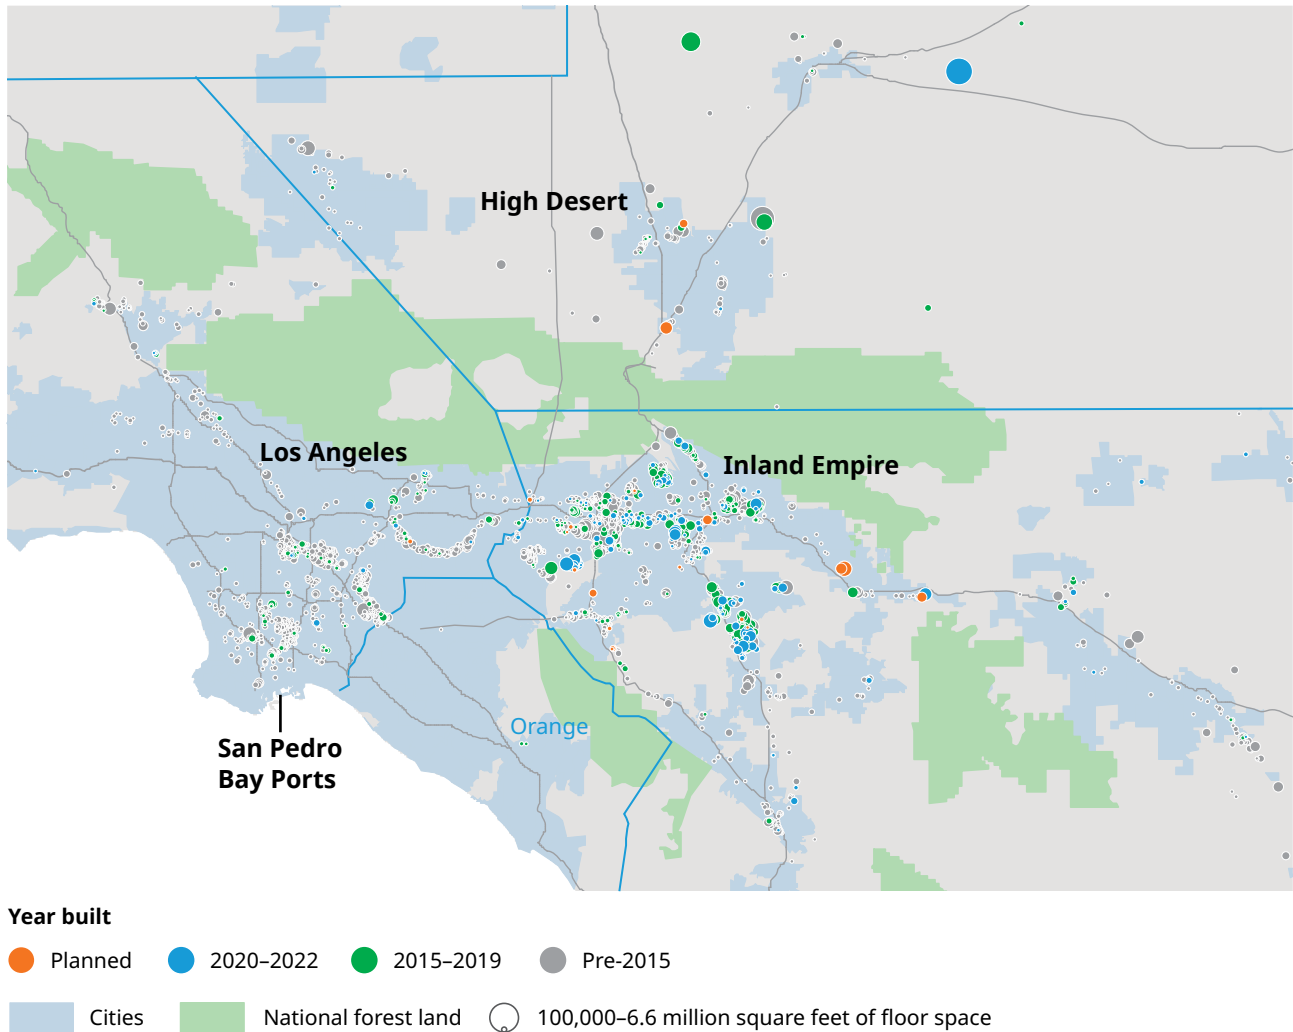 High Desert
Los Angeles
Inland Empire
Orange
San Pedro
Bay Ports
Year built
Planned
2020–2022
2015–2019
Pre-2015
Cities
National forest land
100,000–6.6 million square feet of floor space